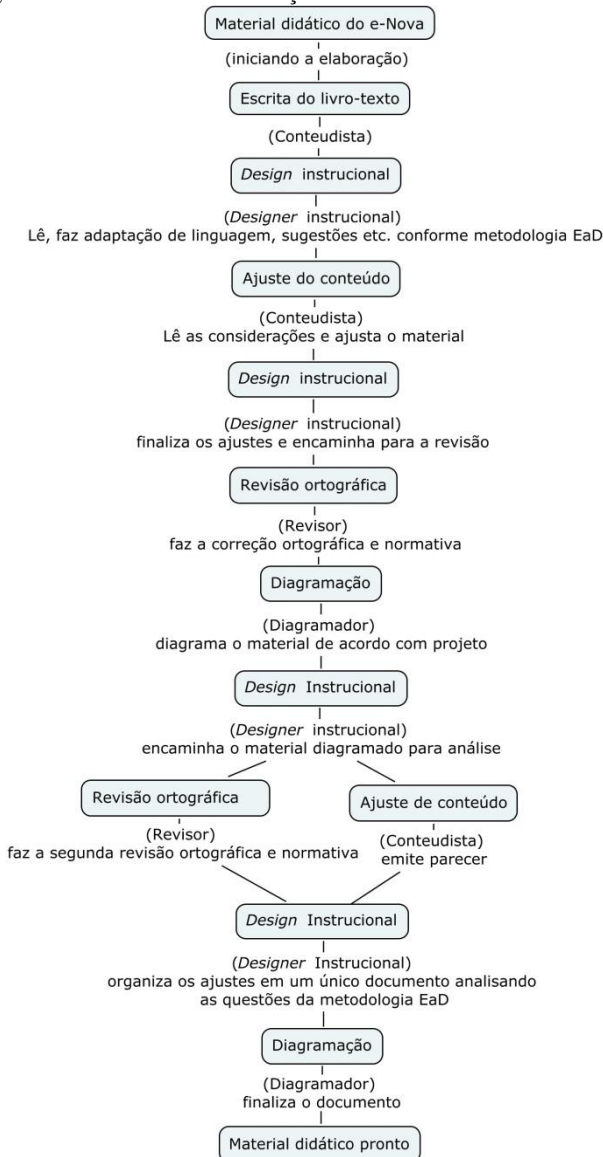 Material didático do e-Nova
(iniciando a elaboração)
Escrita do livro-texto
(Conteudista)
Design instrucional
(Designer instrucional)
Lê, faz adaptação de linguagem, sugestões etc. conforme metodologia EaD
Ajuste do conteúdo
(Conteudista)
Lê as considerações e ajusta o material
Design instrucional
(Designer instrucional)
finaliza os ajustes e encaminha para a revisão
Revisão ortográfica
(Revisor)
faz a correção ortográfica e normativa
Diagramação
(Diagramador)
diagrama o material de acordo com projeto
Design Instrucional
(Designer instrucional)
encaminha o material diagramado para análise
Revisão ortográfica
(Revisor)
faz a segunda revisão ortográfica e normativa
Ajuste de conteúdo
(Conteudista)
emite parecer
Design Instrucional
(Designer Instrucional)
organiza os ajustes em um único documento analisando
as questões da metodologia EaD
Diagramação
(Diagramador)
finaliza o documento
Material didático pronto